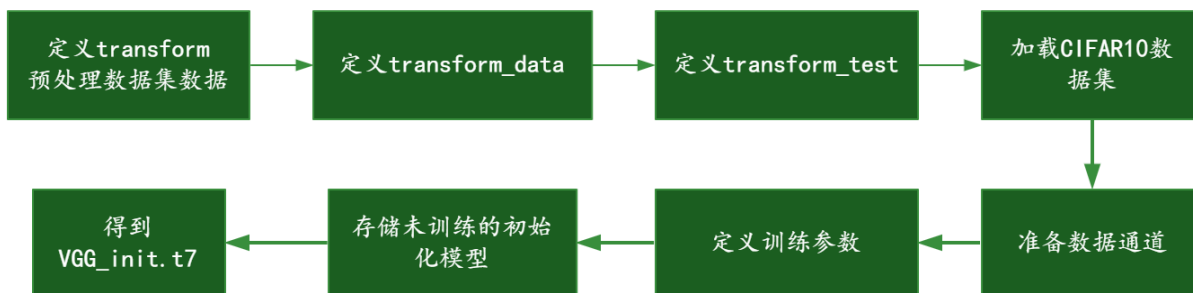 定义transform
预处理数据集数据
定义transform_data
定义transform_test
加载CIFAR10数
据集
准备数据通道
定义训练参数
存储未训练的初始
化模型
得到
VGG_init.t7